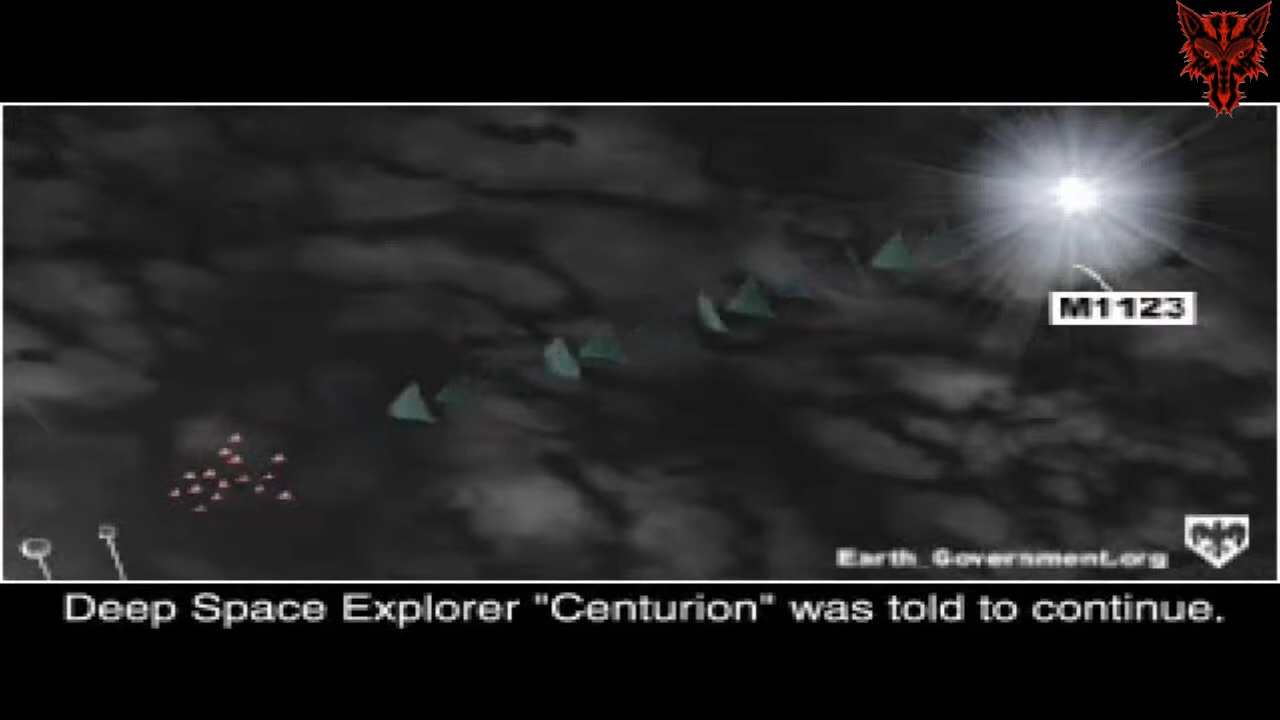 M1123
Earth_Government.org
Deep Space Explorer "Centurion" was told to continue.